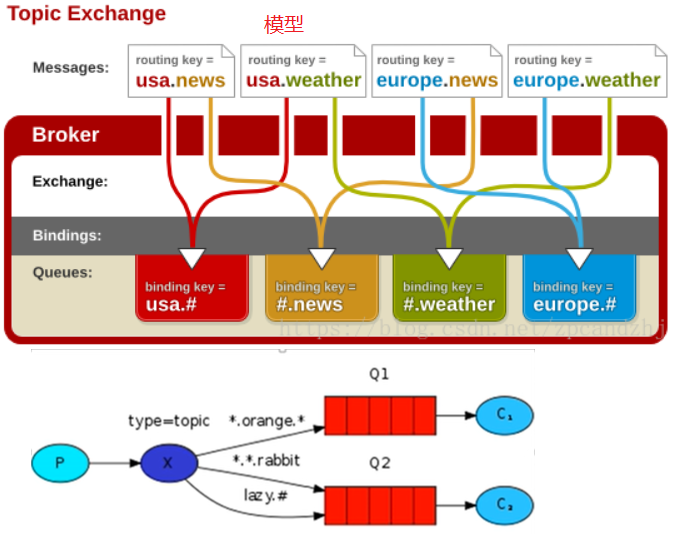 Topic Exchange
模型
Messages:
routing key =
usa.news
routing key =
usa.weather
routing key =
europe.news
routing key =
europe.weather
Broker
Exchange:
Bindings:
Queues:
binding key =
usa.#
binding key =
#.news
binding key =
#.weather
binding key =
europe.#
https://blog.csdn.net/zpcandzhj
Q1
type=topic
*.orange.*
C₁
P
X
*.*.rabbit
Q2
lazy.#
C₂